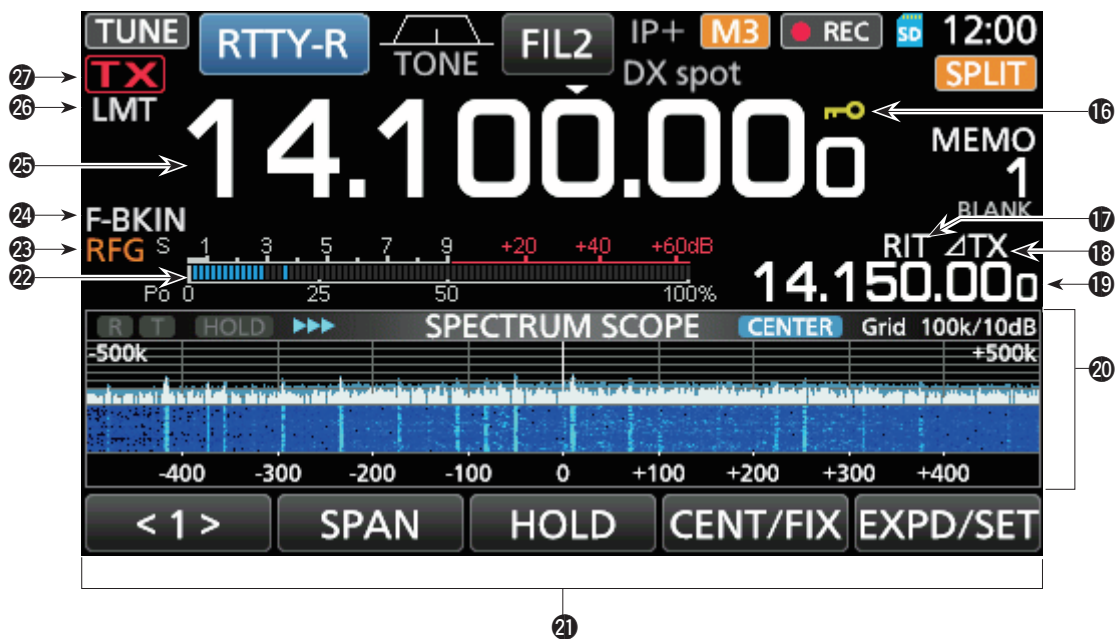 TUNE RTTY-R TONE FIL2 IP+ M3 REC SD 12:00
DX spot SPLIT
㉗ TX
㉖ LMT
⑯
㉕ 14.100.000 MEMO
1
BLANK ⑰
㉔ F-BKIN
㉓ RFG S 1 3 5 7 9 +20 +40 +60dB RIT ⊿TX ⑱
㉒ 14.150.000 ⑲
Po 0 25 50 100%
R T HOLD SPECTRUM SCOPE CENTER Grid 100k/10dB
-500k +500k
⑳
-400 -300 -200 -100 0 +100 +200 +300 +400
< 1 > SPAN HOLD CENT/FIX EXPD/SET
㉑